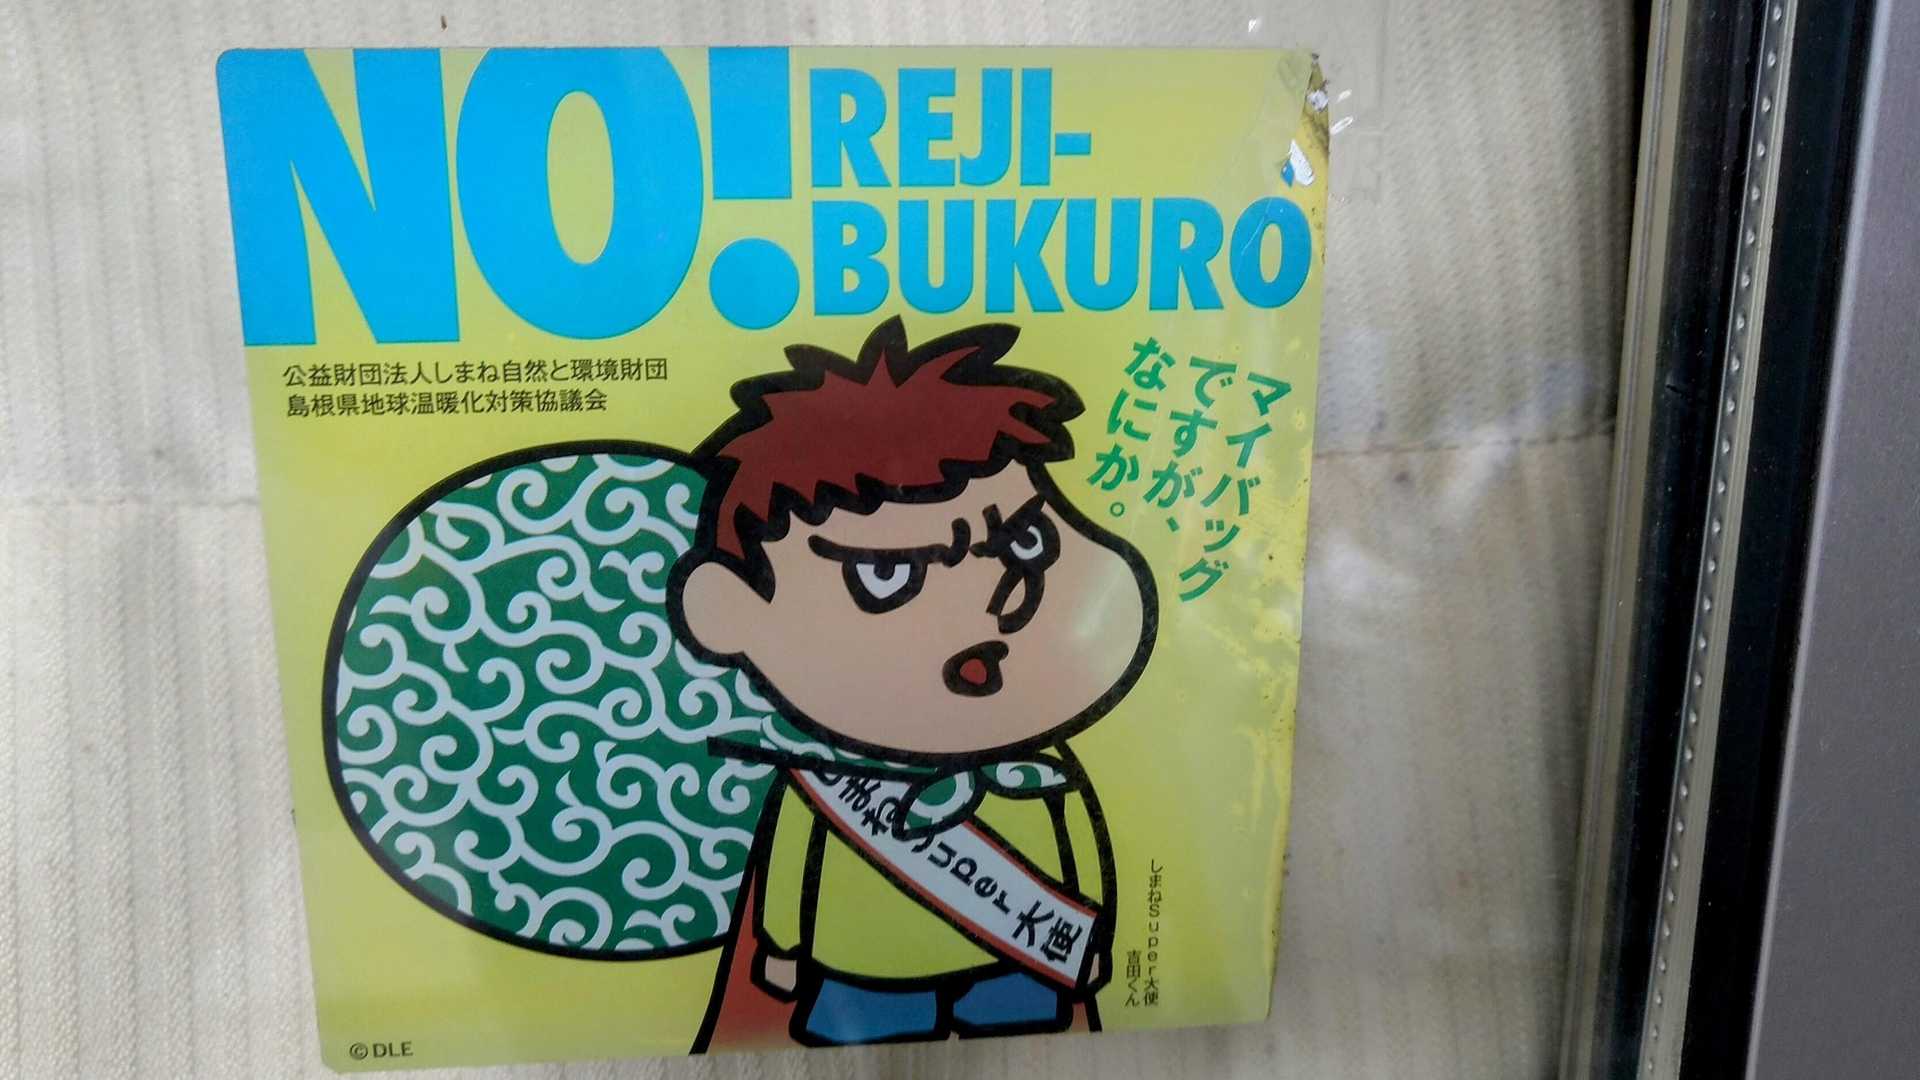 NO! REJI-
BUKURO
公益財団法人しまね自然と環境財団
島根県地球温暖化対策協議会
マイバッグ
ですが、
なにか。
しまねSuper大使
しまねSuper大使
吉田くん
©DLE